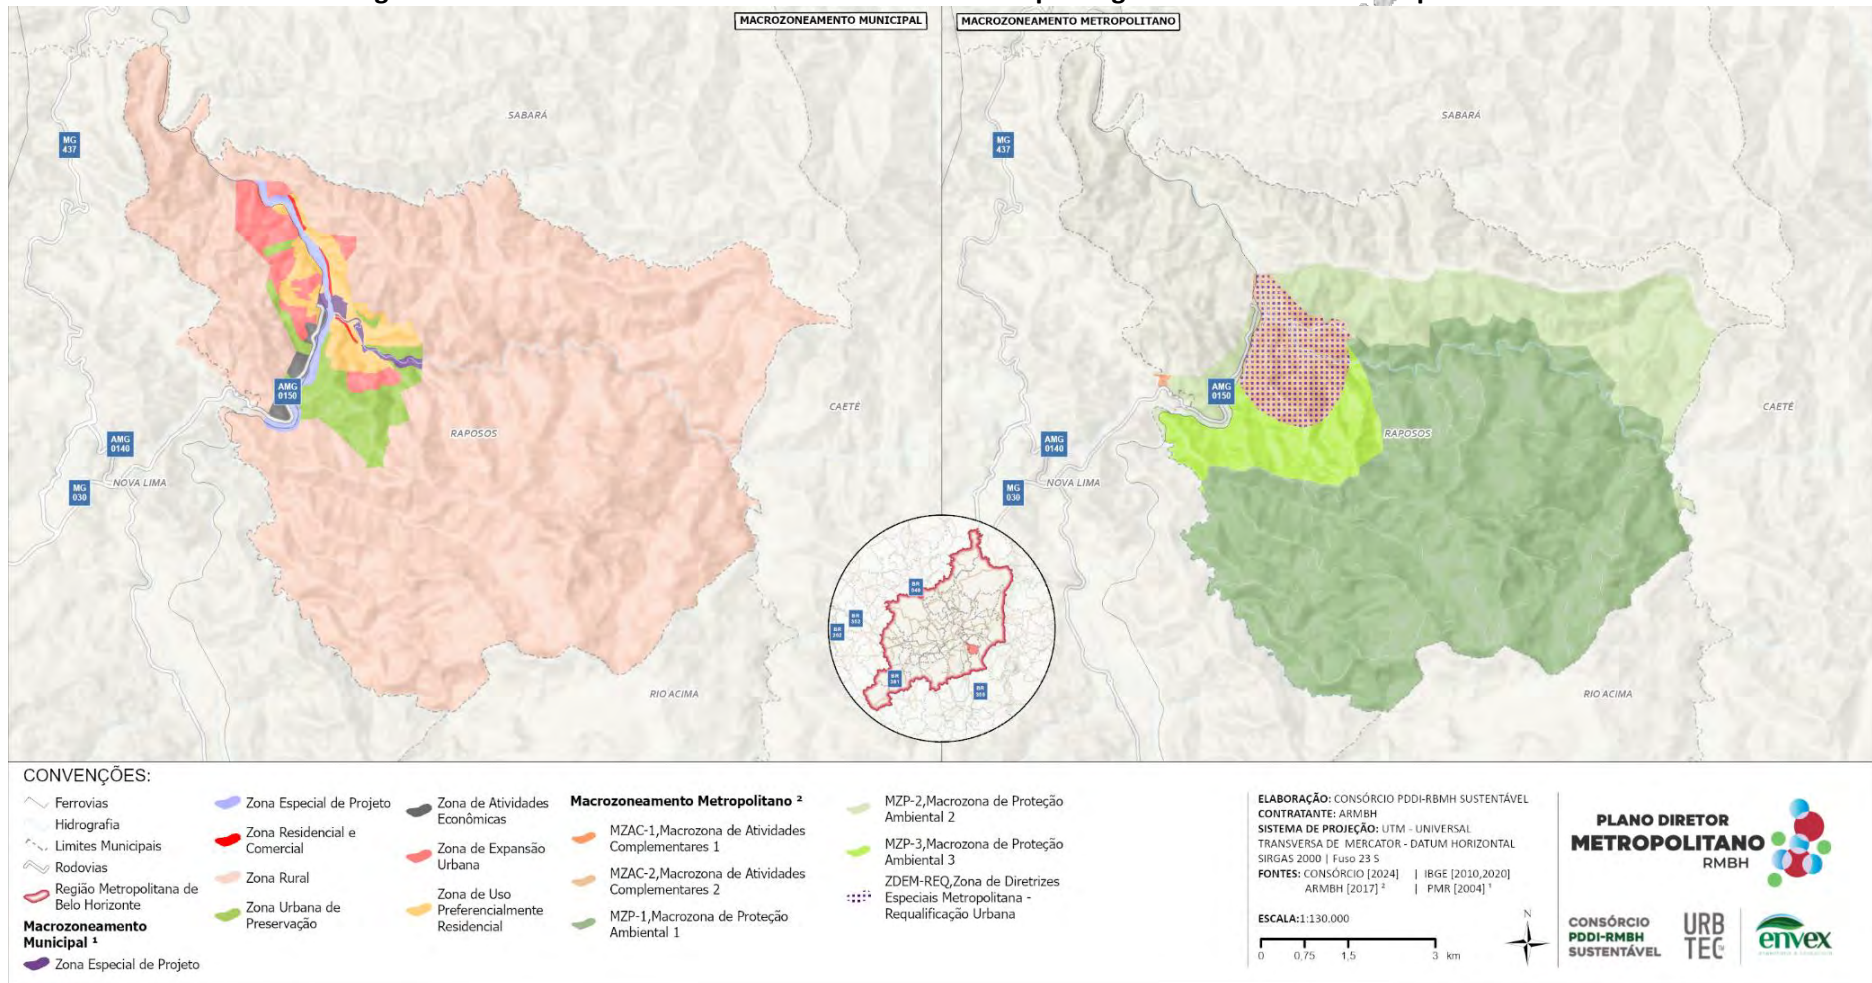 MACROZONEAMENTO MUNICIPAL
MACROZONEAMENTO METROPOLITANO
SABARÁ
MG
437
AMG
0150
CAETÉ
RAPOSOS
AMG
0140
MG
030
NOVA LIMA
RIO ACIMA
SABARÁ
MG
437
AMG
0150
CAETÉ
RAPOSOS
AMG
0140
MG
030
NOVA LIMA
RIO ACIMA
BR
040
BR
381
CONVENÇÕES:
Ferrovias
Hidrografia
Limites Municipais
Rodovias
Região Metropolitana de
Belo Horizonte
Macrozoneamento
Municipal ¹
Zona Especial de Projeto
Zona Especial de Projeto
Zona Residencial e
Comercial
Zona Rural
Zona Urbana de
Preservação
Zona de Atividades
Econômicas
Zona de Expansão
Urbana
Zona de Uso
Preferencialmente
Residencial
Macrozoneamento Metropolitano ²
MZAC-1,Macrozona de Atividades
Complementares 1
MZAC-2,Macrozona de Atividades
Complementares 2
MZP-1,Macrozona de Proteção
Ambiental 1
MZP-2,Macrozona de Proteção
Ambiental 2
MZP-3,Macrozona de Proteção
Ambiental 3
ZDEM-REQ,Zona de Diretrizes
Especiais Metropolitana -
Requalificação Urbana
ELABORAÇÃO: CONSÓRCIO PDDI-RBMH SUSTENTÁVEL
CONTRATANTE: ARMBH
SISTEMA DE PROJEÇÃO: UTM - UNIVERSAL
TRANSVERSA DE MERCATOR - DATUM HORIZONTAL
SIRGAS 2000 | Fuso 23 S
FONTES: CONSÓRCIO [2024] | IBGE [2010,2020]
ARMBH [2017] ² | PMR [2004] ¹
ESCALA:1:130.000
0 0,75 1,5 3 km
N
PLANO DIRETOR
METROPOLITANO
RMBH
CONSÓRCIO
PDDI-RMBH
SUSTENTÁVEL
URB
TEC
envex